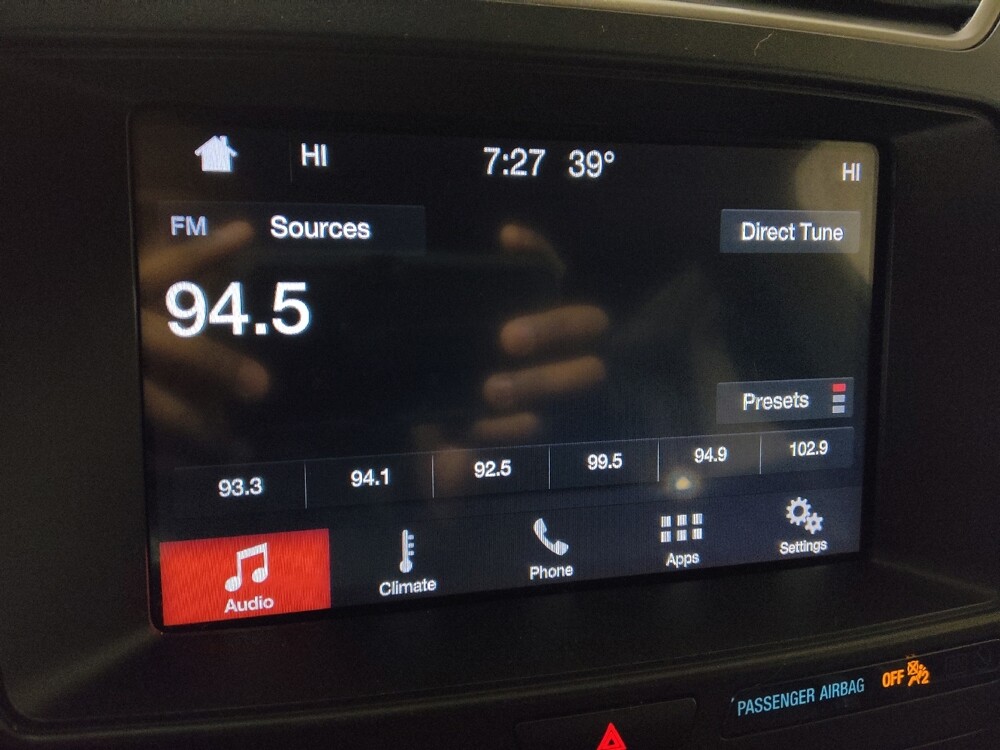 HI 7:27 39° HI
FM Sources Direct Tune
94.5
Presets
93.3 94.1 92.5 99.5 94.9 102.9
Audio Climate Phone Apps Settings
PASSENGER AIRBAG OFF 2